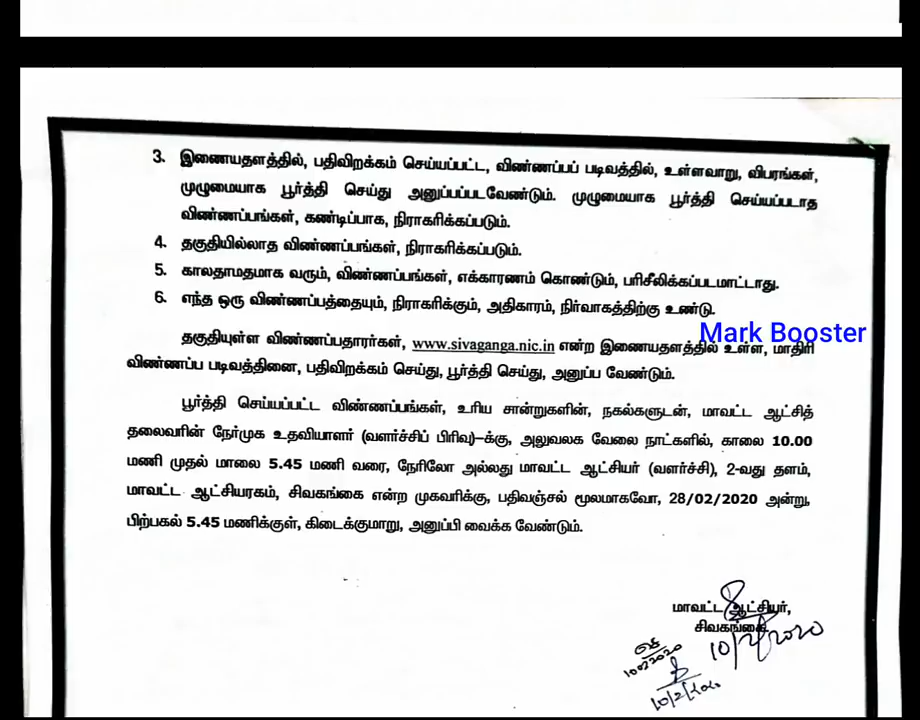 3. இணையதளத்தில், பதிவிறக்கம் செய்யப்பட்ட, விண்ணப்பப் படிவத்தில், உள்ளவாறு, விபரங்கள்,
முழுமையாக பூர்த்தி செய்து அனுப்பப்படவேண்டும். முழுமையாக பூர்த்தி செய்யப்படாத
விண்ணப்பங்கள், கண்டிப்பாக, நிராகரிக்கப்படும்.
4. தகுதியில்லாத விண்ணப்பங்கள், நிராகரிக்கப்படும்.
5. காலதாமதமாக வரும், விண்ணப்பங்கள், எக்காரணம் கொண்டும், பரிசீலிக்கப்படமாட்டாது.
6. எந்த ஒரு விண்ணப்பத்தையும், நிராகரிக்கும், அதிகாரம், நிர்வாகத்திற்கு உண்டு.
Mark Booster
தகுதியுள்ள விண்ணப்பதாரர்கள், www.sivaganga.nic.in என்ற இணையதளத்தில் உள்ள, மாதிரி
விண்ணப்ப படிவத்தினை, பதிவிறக்கம் செய்து, பூர்த்தி செய்து, அனுப்ப வேண்டும்.
பூர்த்தி செய்யப்பட்ட விண்ணப்பங்கள், உரிய சான்றுகளின், நகல்களுடன், மாவட்ட ஆட்சித்
தலைவரின் நேர்முக உதவியாளர் (வளர்ச்சிப் பிரிவு)-க்கு, அலுவலக வேலை நாட்களில், காலை 10.00
மணி முதல் மாலை 5.45 மணி வரை, நேரிலோ அல்லது மாவட்ட ஆட்சியர் (வளர்ச்சி), 2-வது தளம்,
மாவட்ட ஆட்சியரகம், சிவகங்கை என்ற முகவரிக்கு, பதிவஞ்சல் மூலமாகவோ, 28/02/2020 அன்று,
பிற்பகல் 5.45 மணிக்குள், கிடைக்குமாறு, அனுப்பி வைக்க வேண்டும்.
மாவட்ட ஆட்சியர்,
சிவகங்கை.
10/2/2020